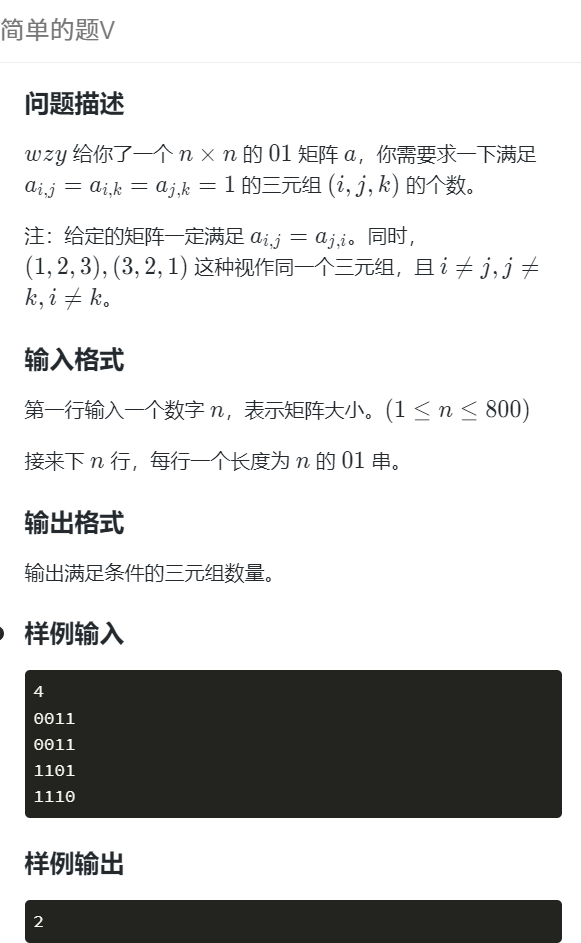 简单的题V
问题描述
wzy 给你了一个 n × n 的 01 矩阵 a，你需要求一下满足
a_{i,j} = a_{i,k} = a_{j,k} = 1 的三元组 (i, j, k) 的个数。
注：给定的矩阵一定满足 a_{i,j} = a_{j,i}。同时，
(1, 2, 3), (3, 2, 1) 这种视作同一个三元组，且 i ≠ j, j ≠
k, i ≠ k。
输入格式
第一行输入一个数字 n，表示矩阵大小。(1 ≤ n ≤ 800)
接来下 n 行，每行一个长度为 n 的 01 串。
输出格式
输出满足条件的三元组数量。
样例输入
4
0011
0011
1101
1110
样例输出
2